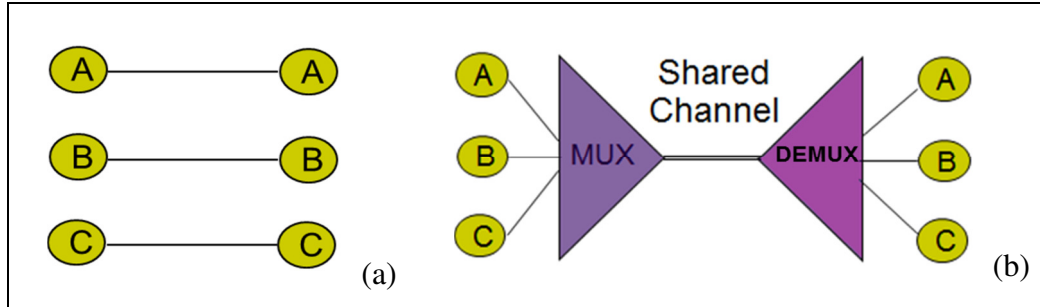 A A
B B
C C
(a)
A
B
C
MUX
Shared
Channel
DEMUX
A
B
C
(b)